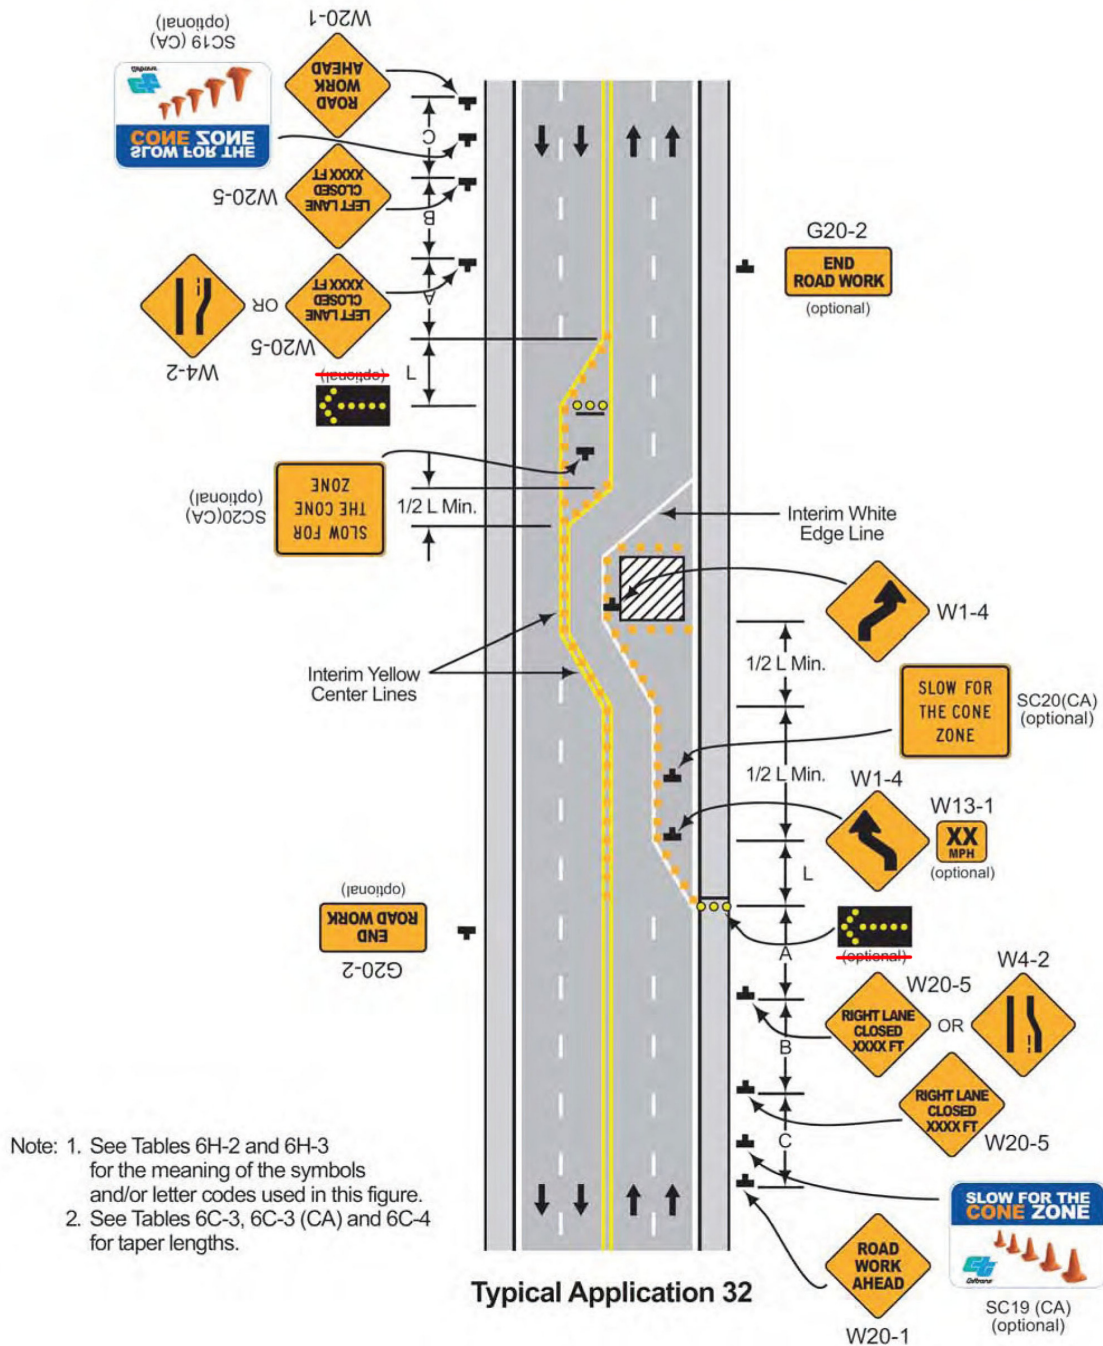 W20-1
SC19 (CA)
(optional)
ROAD
WORK
AHEAD
SLOW FOR THE
CONE ZONE
C
W20-5
LEFT LANE
CLOSED
XXXX FT
B
G20-2
END
ROAD WORK
(optional)
W4-2
OR
LEFT LANE
CLOSED
XXXX FT
W20-5
A
(optional)
L
SC20(CA)
(optional)
SLOW FOR
THE CONE
ZONE
1/2 L Min.
Interim White
Edge Line
W1-4
1/2 L Min.
Interim Yellow
Center Lines
SLOW FOR
THE CONE
ZONE
SC20(CA)
(optional)
1/2 L Min.
W1-4
W13-1
XX
MPH
(optional)
L
(optional)
END
ROAD WORK
G20-2
(optional)
A
W20-5
W4-2
RIGHT LANE
CLOSED
XXXX FT
OR
B
RIGHT LANE
CLOSED
XXXX FT
W20-5
C
Note: 1. See Tables 6H-2 and 6H-3
for the meaning of the symbols
and/or letter codes used in this figure.
2. See Tables 6C-3, 6C-3 (CA) and 6C-4
for taper lengths.
SLOW FOR THE
CONE ZONE
Caltrans
SC19 (CA)
(optional)
ROAD
WORK
AHEAD
W20-1
Typical Application 32